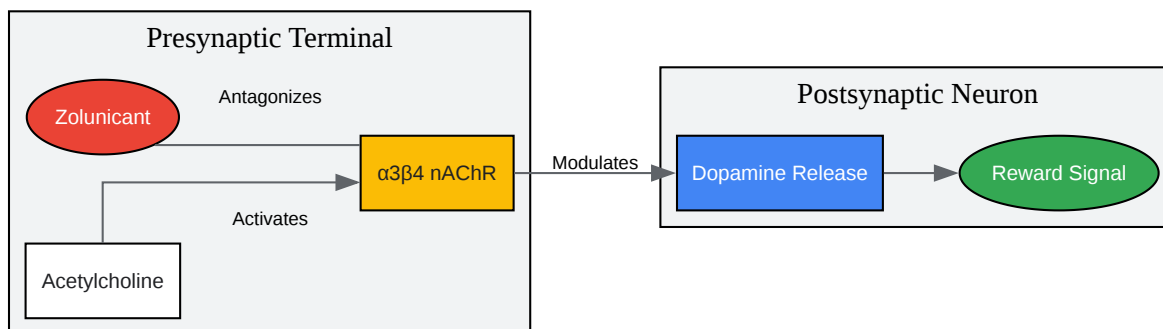 Presynaptic Terminal
Zolunicant
Antagonizes
α3β4 nAChR
Activates
Acetylcholine
Modulates
Postsynaptic Neuron
Dopamine Release
Reward Signal